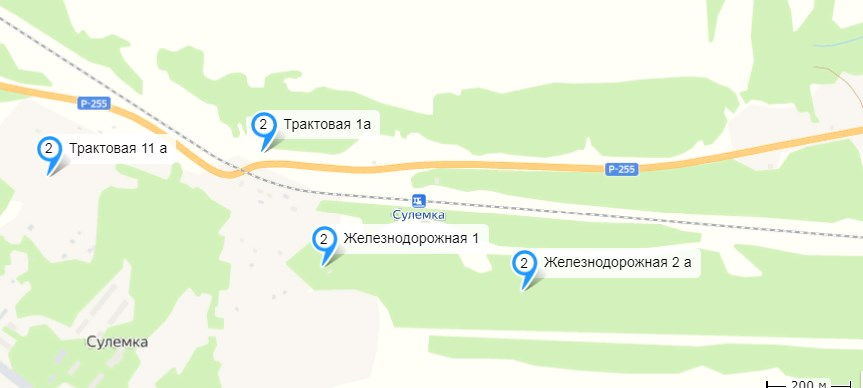 Р-255
2 Трактовая 1а
2 Трактовая 11 а
Р-255
Сулемка
2 Железнодорожная 1
2 Железнодорожная 2 а
Сулемка
200 м